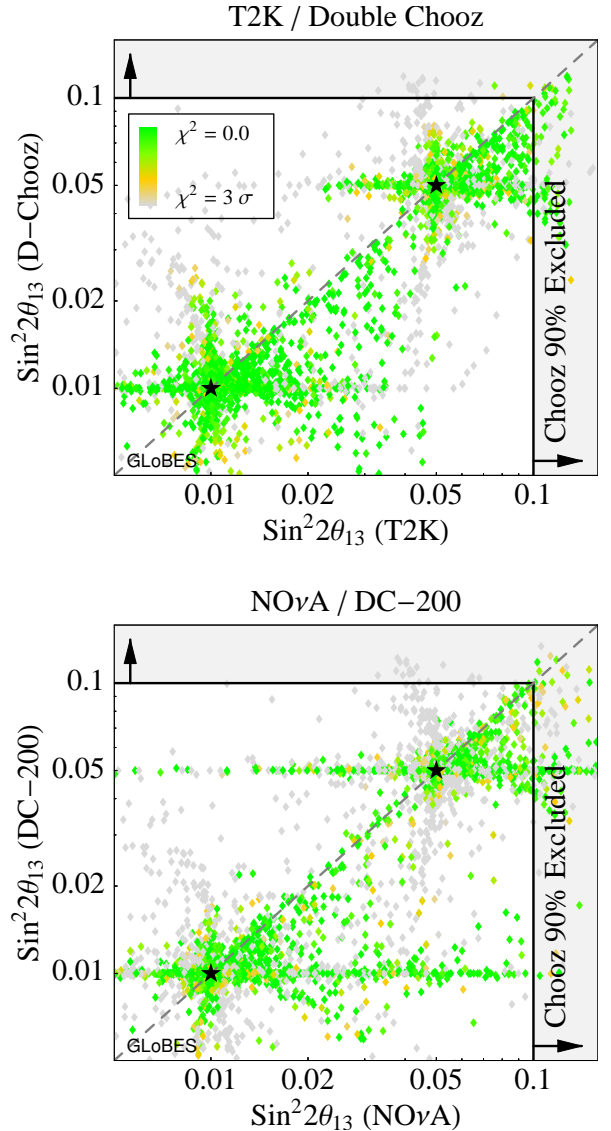 T2K / Double Chooz
0.1
χ² = 0.0
0.05
χ² = 3 σ
Sin²2θ₁₃ (D−Chooz)
0.02
0.01
Chooz 90% Excluded
GLoBES
0.01 0.02 0.05 0.1
Sin²2θ₁₃ (T2K)
NOνA / DC−200
0.1
0.05
Sin²2θ₁₃ (DC−200)
0.02
0.01
Chooz 90% Excluded
GLoBES
0.01 0.02 0.05 0.1
Sin²2θ₁₃ (NOνA)